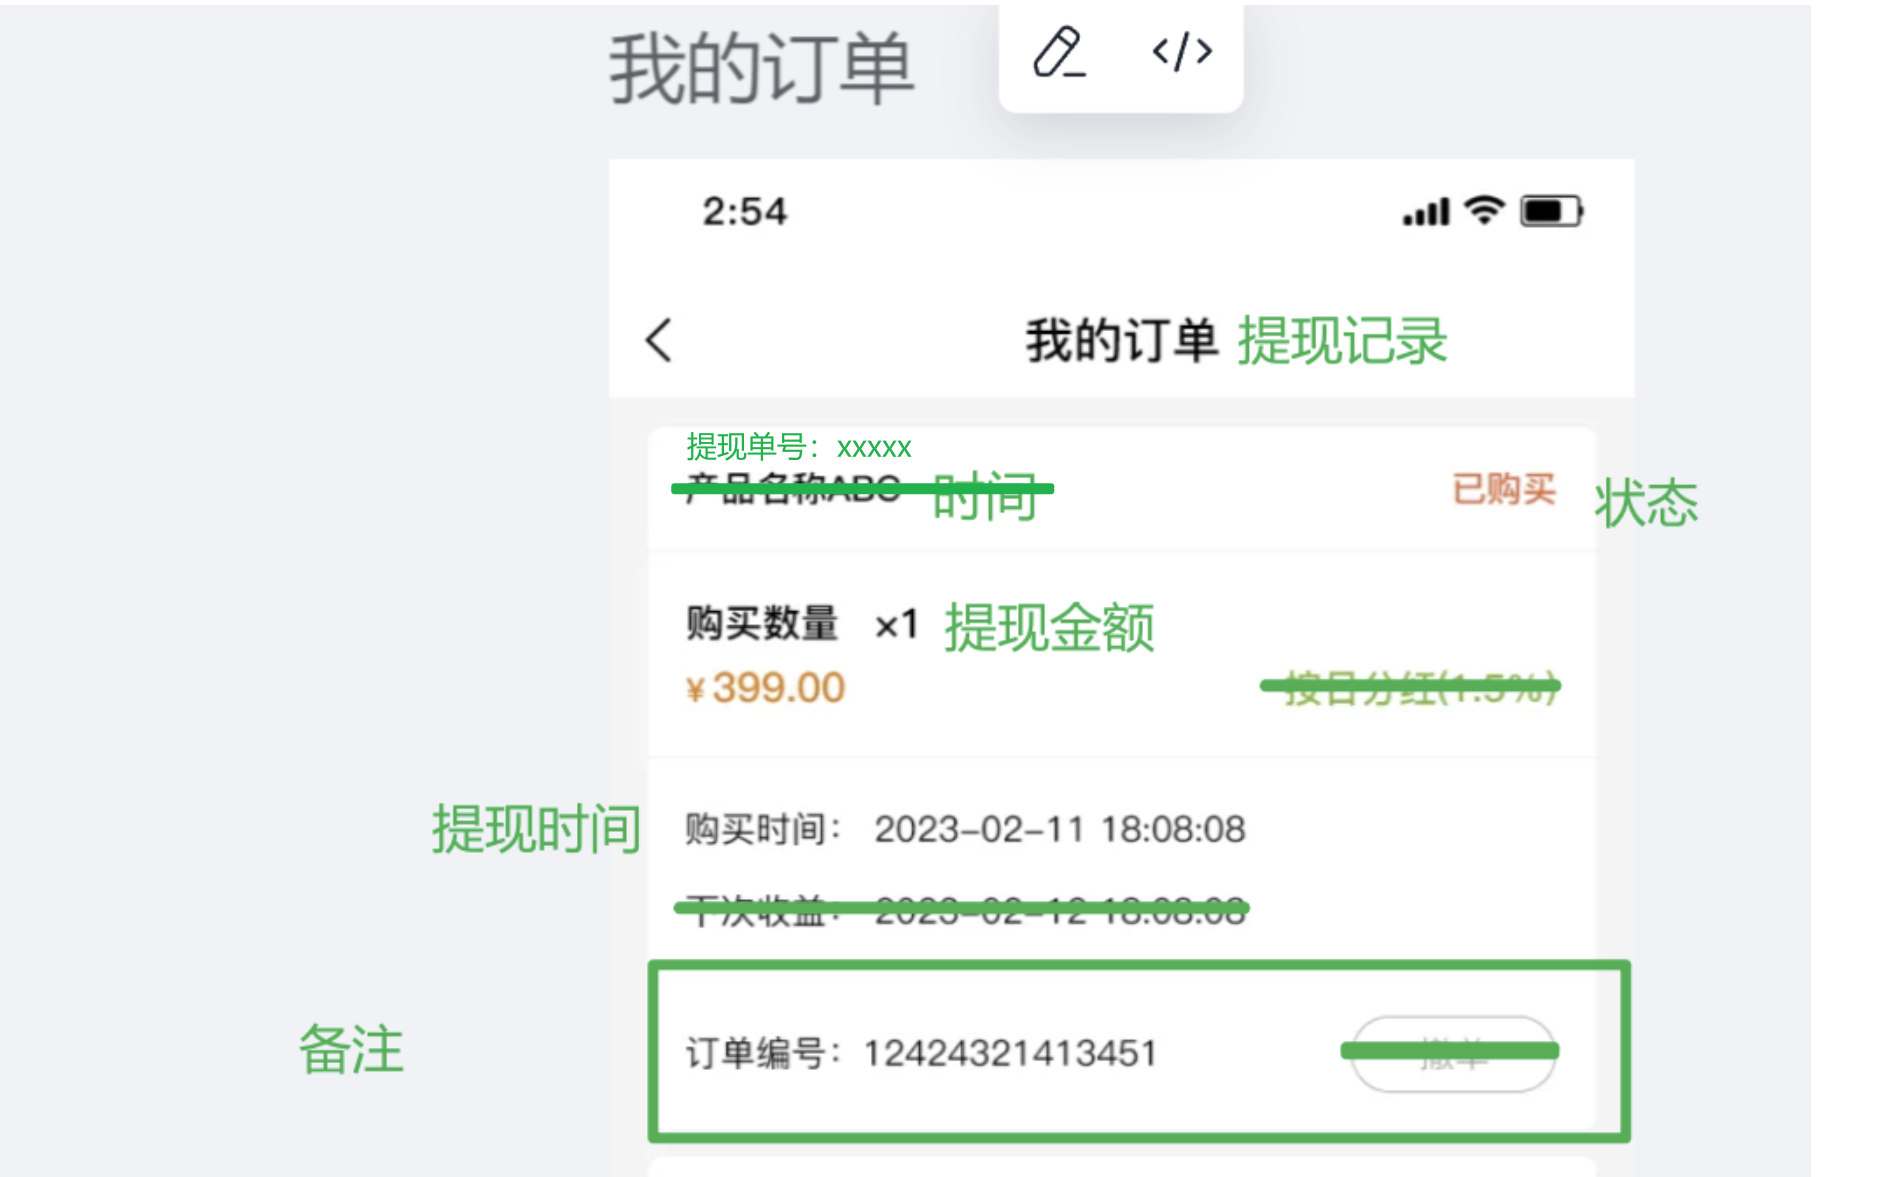 我的订单
2:54
我的订单 提现记录
提现单号：xxxxx
产品名称ABC 时间
已购买 状态
购买数量 ×1 提现金额
¥399.00 按日分红(1.5%)
提现时间 购买时间： 2023-02-11 18:08:08
下次收益： 2023-02-12 18:08:08
备注 订单编号：12424321413451 撤单